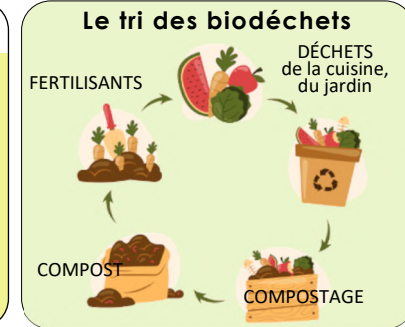 Le tri des biodéchets
DÉCHETS
de la cuisine,
du jardin
FERTILISANTS
COMPOST
COMPOSTAGE